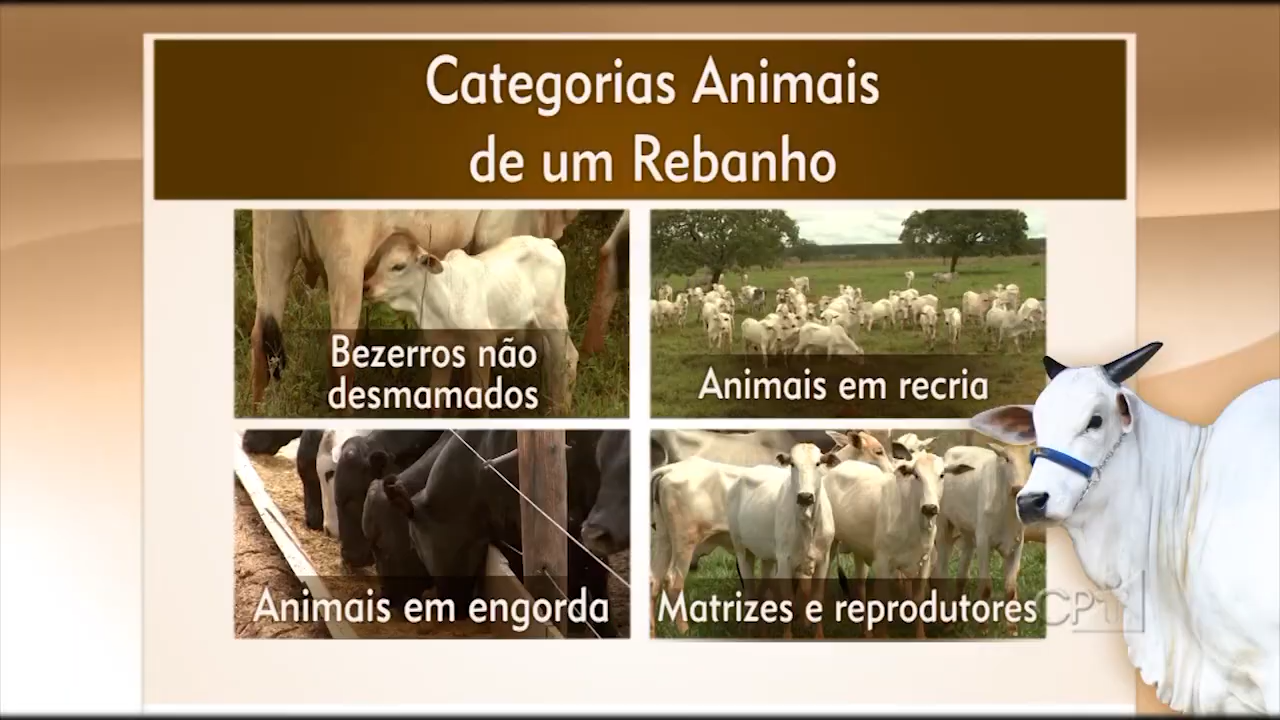 Categorias Animais
de um Rebanho
Bezerros não
desmamados
Animais em recria
Animais em engorda
Matrizes e reprodutores
CPT